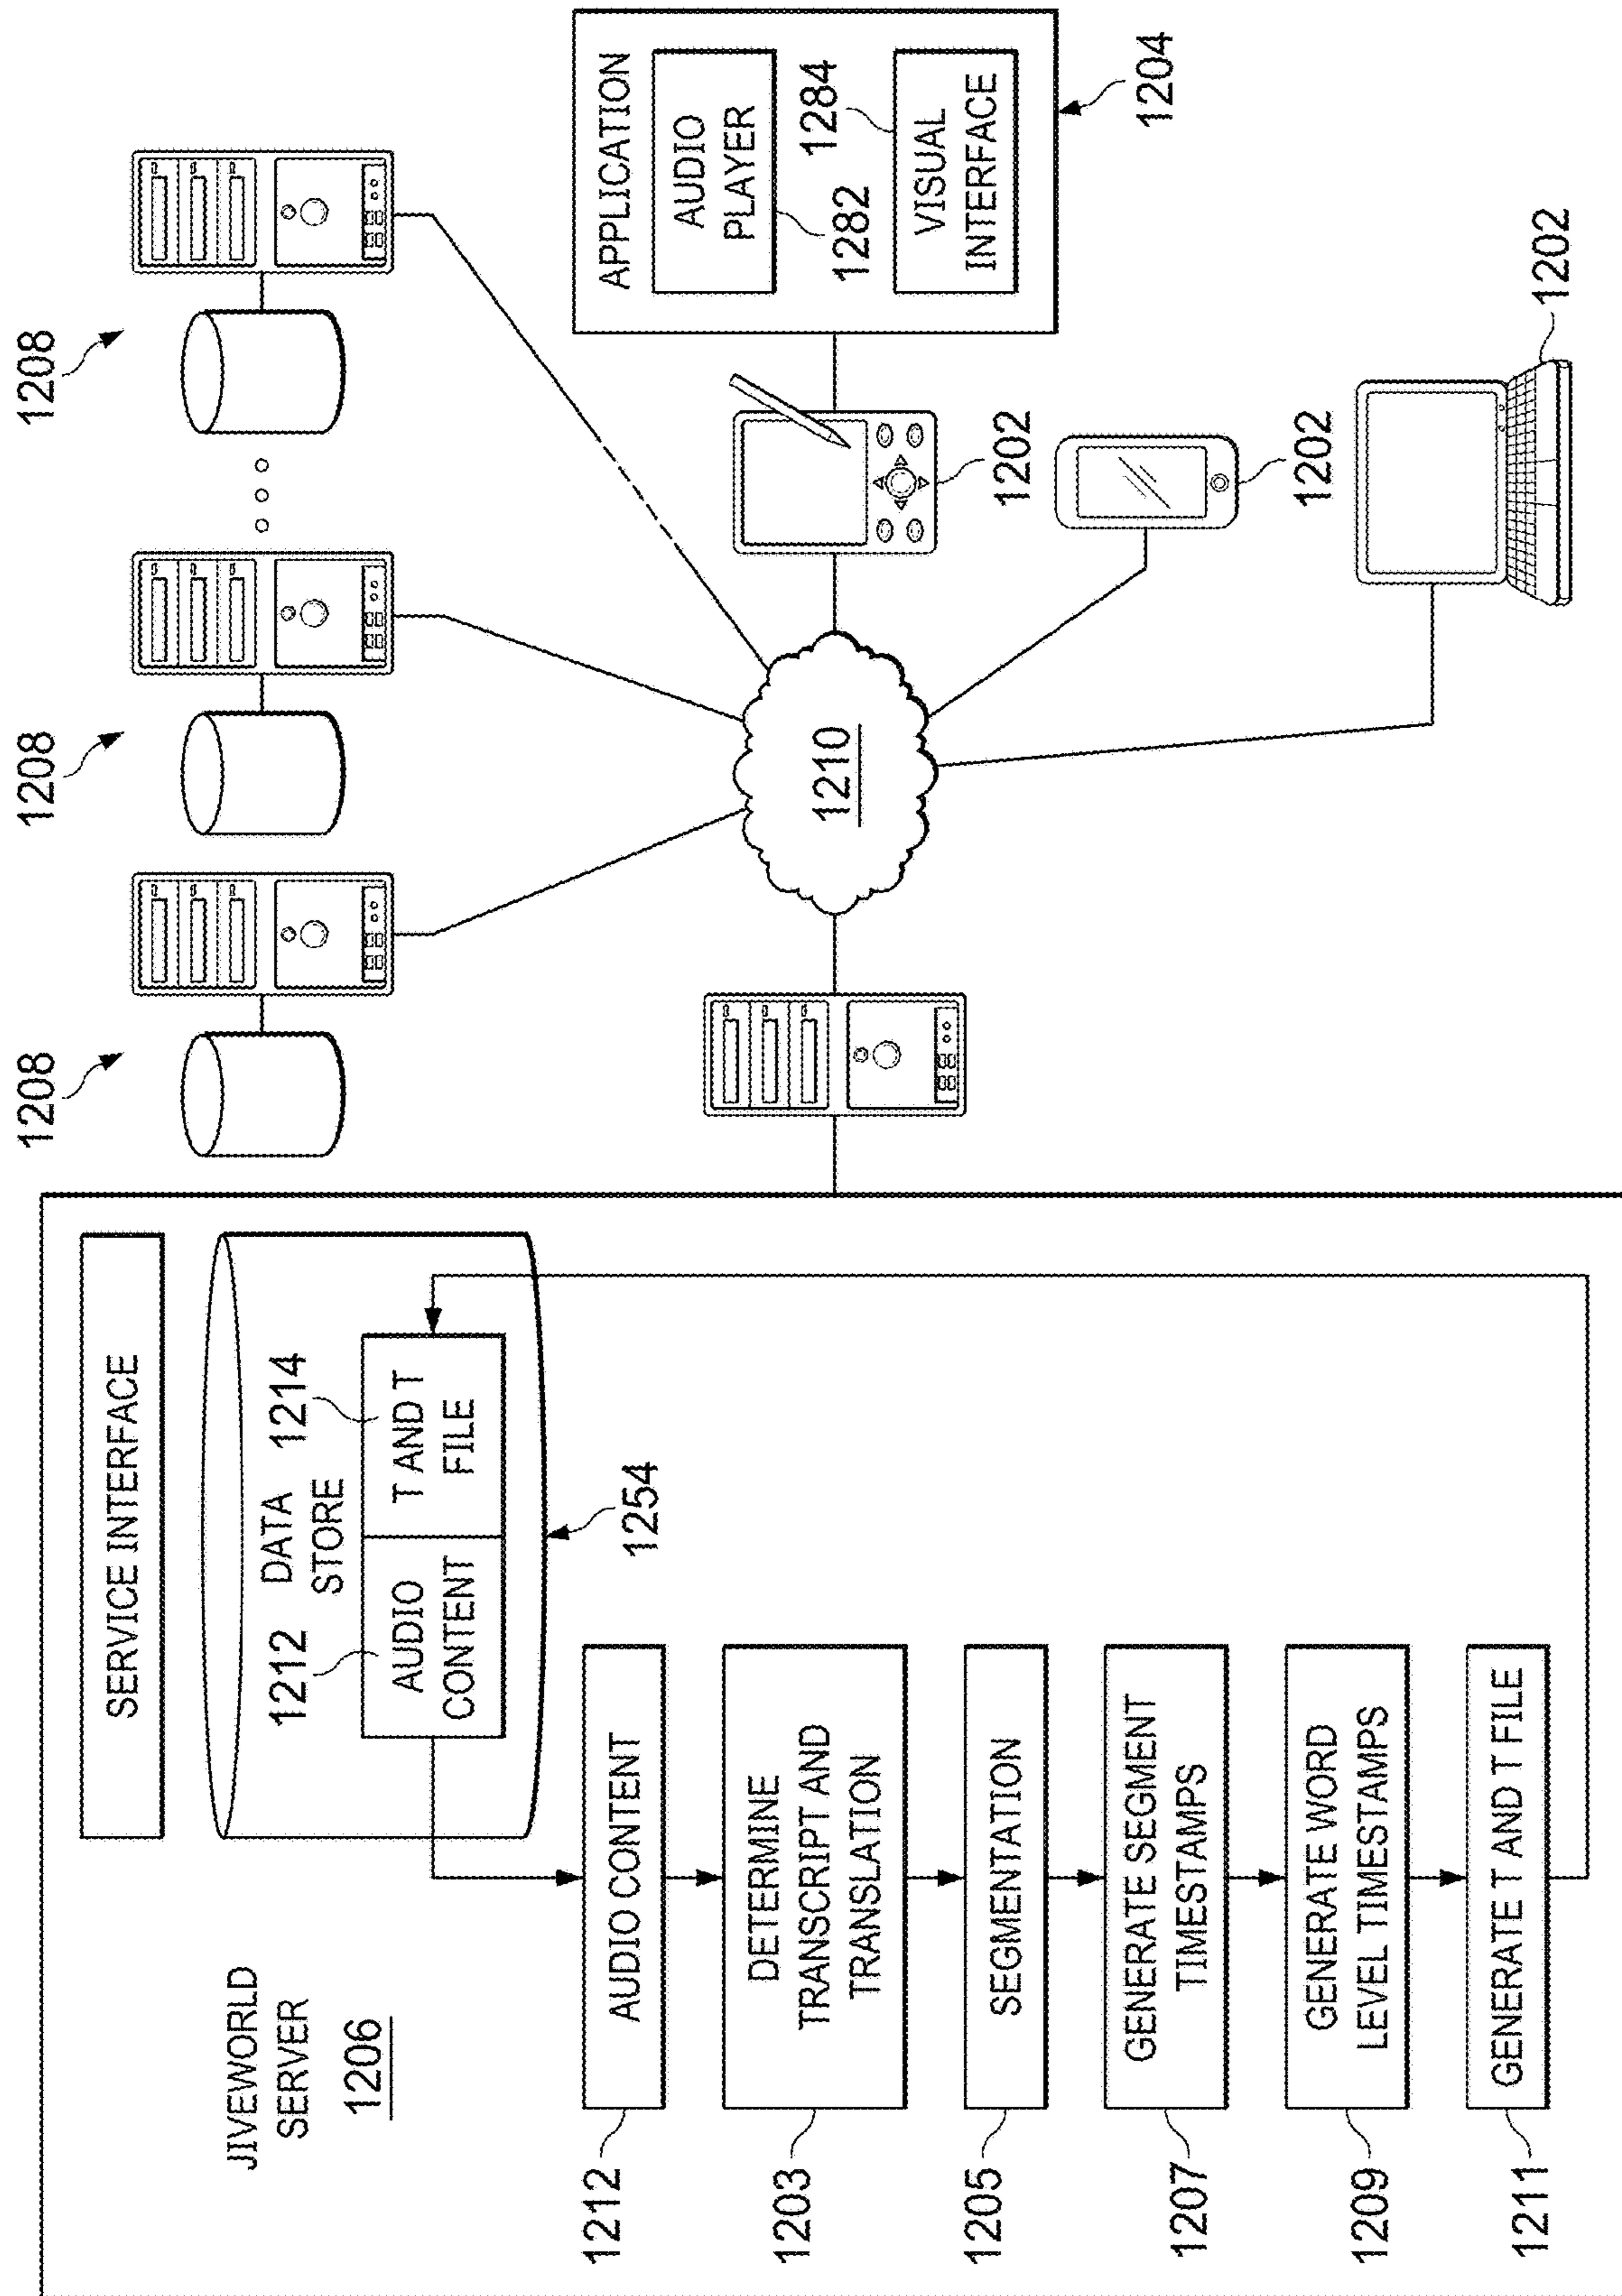 JIVEWORLD
SERVER
1206
SERVICE INTERFACE
1212
DATA
STORE
1214
AUDIO
CONTENT
T AND T
FILE
1254
1212
AUDIO CONTENT
1203
DETERMINE
TRANSCRIPT AND
TRANSLATION
1205
SEGMENTATION
1207
GENERATE SEGMENT
TIMESTAMPS
1209
GENERATE WORD
LEVEL TIMESTAMPS
1211
GENERATE T AND T FILE
1208
1208
1208
1210
APPLICATION
AUDIO
PLAYER
1282
1284
VISUAL
INTERFACE
1204
1202
1202
1202